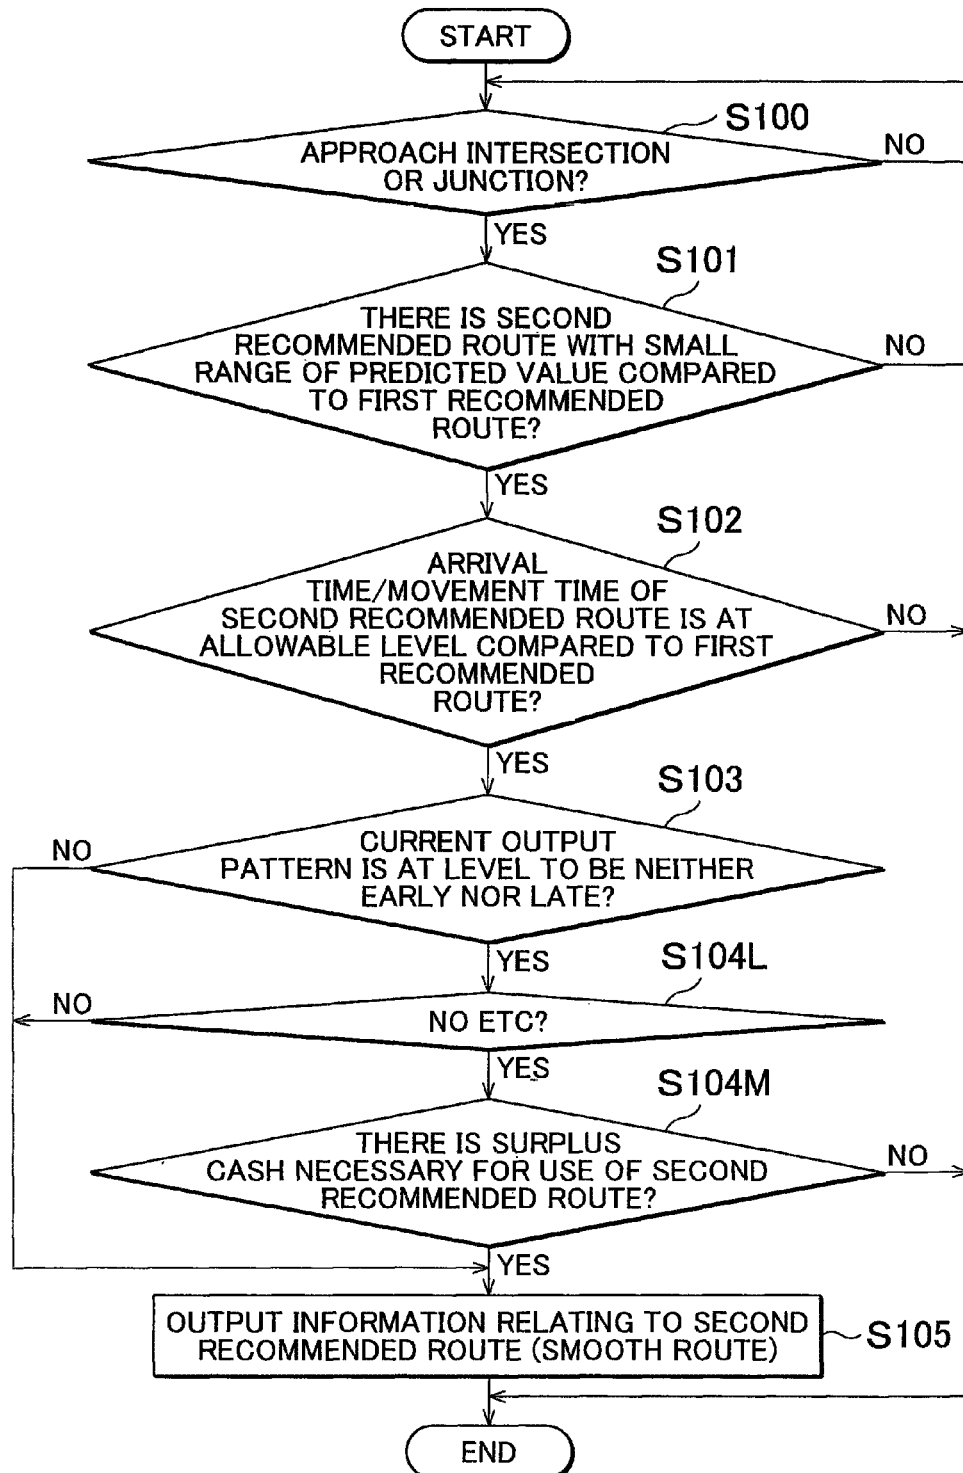 START
S100
APPROACH INTERSECTION
OR JUNCTION?
NO
YES
S101
THERE IS SECOND
RECOMMENDED ROUTE WITH SMALL
RANGE OF PREDICTED VALUE COMPARED
TO FIRST RECOMMENDED
ROUTE?
NO
YES
S102
ARRIVAL
TIME/MOVEMENT TIME OF
SECOND RECOMMENDED ROUTE IS AT
ALLOWABLE LEVEL COMPARED TO FIRST
RECOMMENDED
ROUTE?
NO
YES
S103
NO
CURRENT OUTPUT
PATTERN IS AT LEVEL TO BE NEITHER
EARLY NOR LATE?
YES
S104L
NO
NO ETC?
YES
S104M
THERE IS SURPLUS
CASH NECESSARY FOR USE OF SECOND
RECOMMENDED ROUTE?
NO
YES
OUTPUT INFORMATION RELATING TO SECOND
RECOMMENDED ROUTE (SMOOTH ROUTE)
S105
END